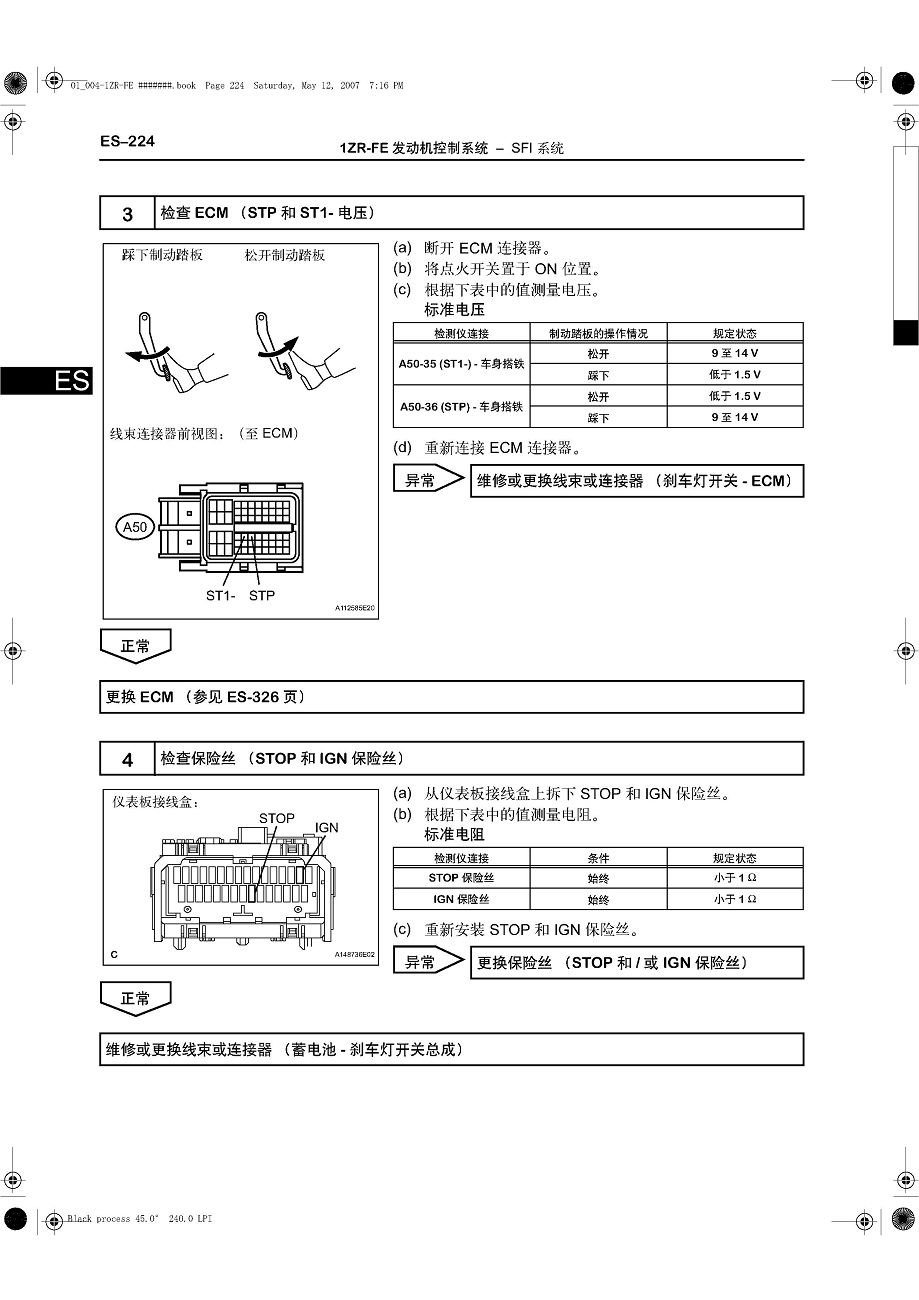 01_004-1ZR-FE #######.book Page 224 Saturday, May 12, 2007 7:16 PM
ES–224
1ZR-FE 发动机控制系统 – SFI 系统
3 检查 ECM （STP 和 ST1- 电压）
踩下制动踏板 松开制动踏板
线束连接器前视图：（至 ECM）
A50
ST1- STP
A112585E20
(a) 断开 ECM 连接器。
(b) 将点火开关置于 ON 位置。
(c) 根据下表中的值测量电压。
标准电压
检测仪连接 制动踏板的操作情况 规定状态
A50-35 (ST1-) - 车身搭铁 松开 9 至 14 V
踩下 低于 1.5 V
A50-36 (STP) - 车身搭铁 松开 低于 1.5 V
踩下 9 至 14 V
(d) 重新连接 ECM 连接器。
异常 维修或更换线束或连接器 （刹车灯开关 - ECM）
ES
正常
更换 ECM （参见 ES-326 页）
4 检查保险丝 （STOP 和 IGN 保险丝）
仪表板接线盒：
STOP
IGN
C A148736E02
(a) 从仪表板接线盒上拆下 STOP 和 IGN 保险丝。
(b) 根据下表中的值测量电阻。
标准电阻
检测仪连接 条件 规定状态
STOP 保险丝 始终 小于 1 Ω
IGN 保险丝 始终 小于 1 Ω
(c) 重新安装 STOP 和 IGN 保险丝。
异常 更换保险丝 （STOP 和 / 或 IGN 保险丝）
正常
维修或更换线束或连接器 （蓄电池 - 刹车灯开关总成）
Black process 45.0° 240.0 LPI